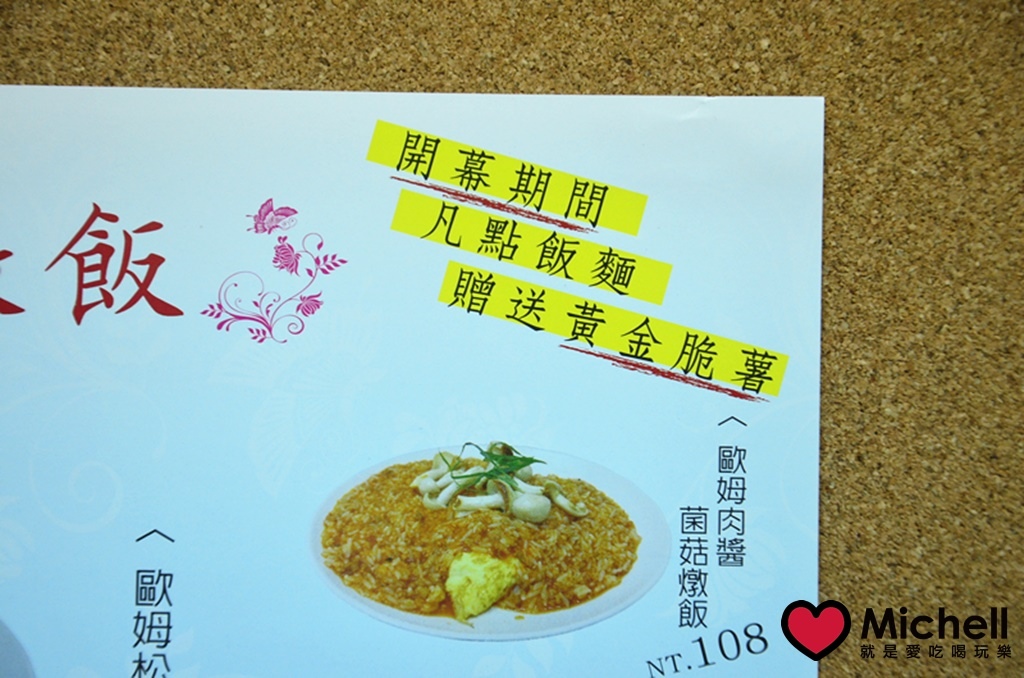 開幕期間
凡點飯麵
贈送黃金脆薯
飯
〈歐姆肉醬
菌菇燉飯
NT.108
〈歐姆松
Michell
就是愛吃喝玩樂